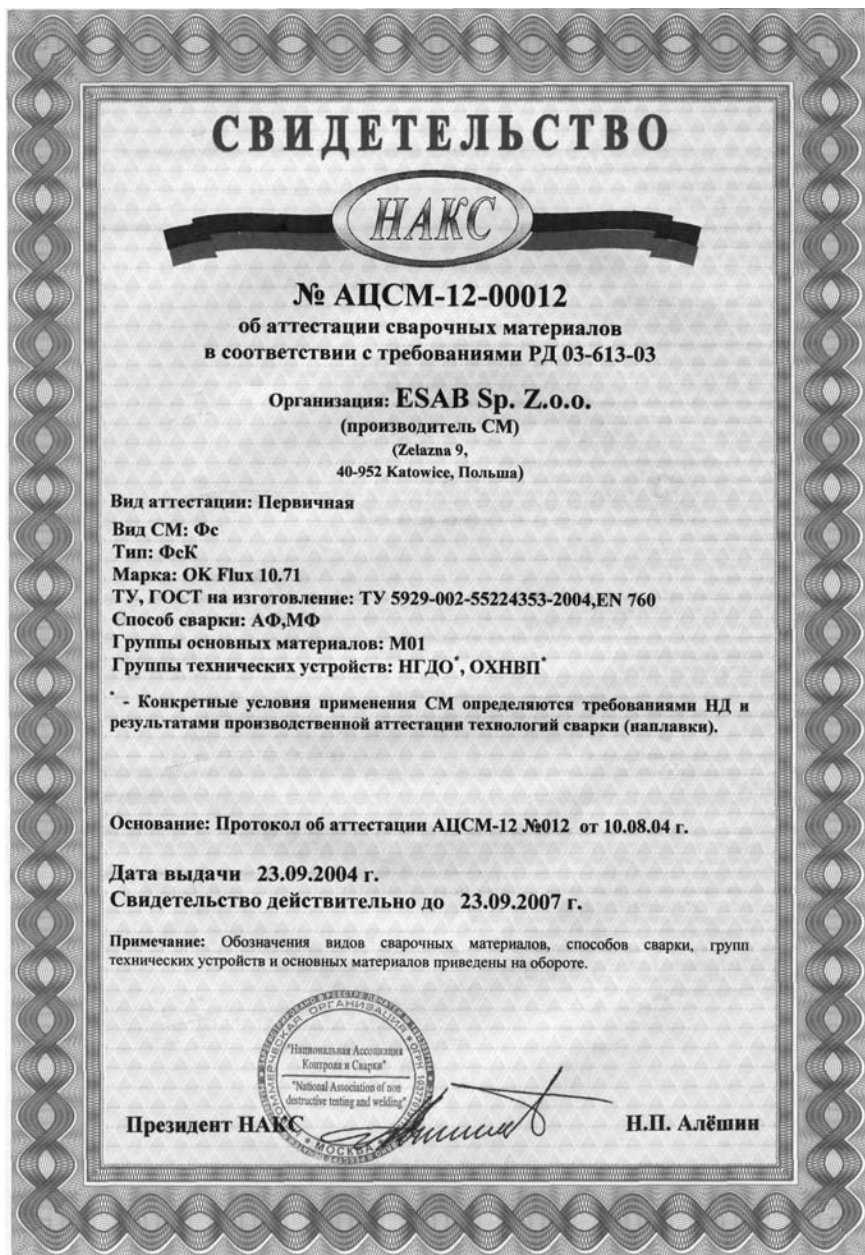 СВИДЕТЕЛЬСТВО
НАКС
№ АЦСМ-12-00012
об аттестации сварочных материалов
в соответствии с требованиями РД 03-613-03
Организация: ESAB Sp. Z.o.o.
(производитель СМ)
(Zelazna 9,
40-952 Katowice, Польша)
Вид аттестации: Первичная
Вид СМ: Фс
Тип: ФсК
Марка: OK Flux 10.71
ТУ, ГОСТ на изготовление: ТУ 5929-002-55224353-2004,EN 760
Способ сварки: АФ,МФ
Группы основных материалов: М01
Группы технических устройств: НГДО*, ОХНВП*
* - Конкретные условия применения СМ определяются требованиями НД и
результатами производственной аттестации технологий сварки (наплавки).
Основание: Протокол об аттестации АЦСМ-12 №012 от 10.08.04 г.
Дата выдачи 23.09.2004 г.
Свидетельство действительно до 23.09.2007 г.
Примечание: Обозначения видов сварочных материалов, способов сварки, групп
технических устройств и основных материалов приведены на обороте.
ОРГАНИЗАЦИЯ
"Национальная Ассоциация
Контроля и Сварки"
"National Association of non
destructive testing and welding"
* МОСКВА *
Президент НАКС
Н.П. Алёшин